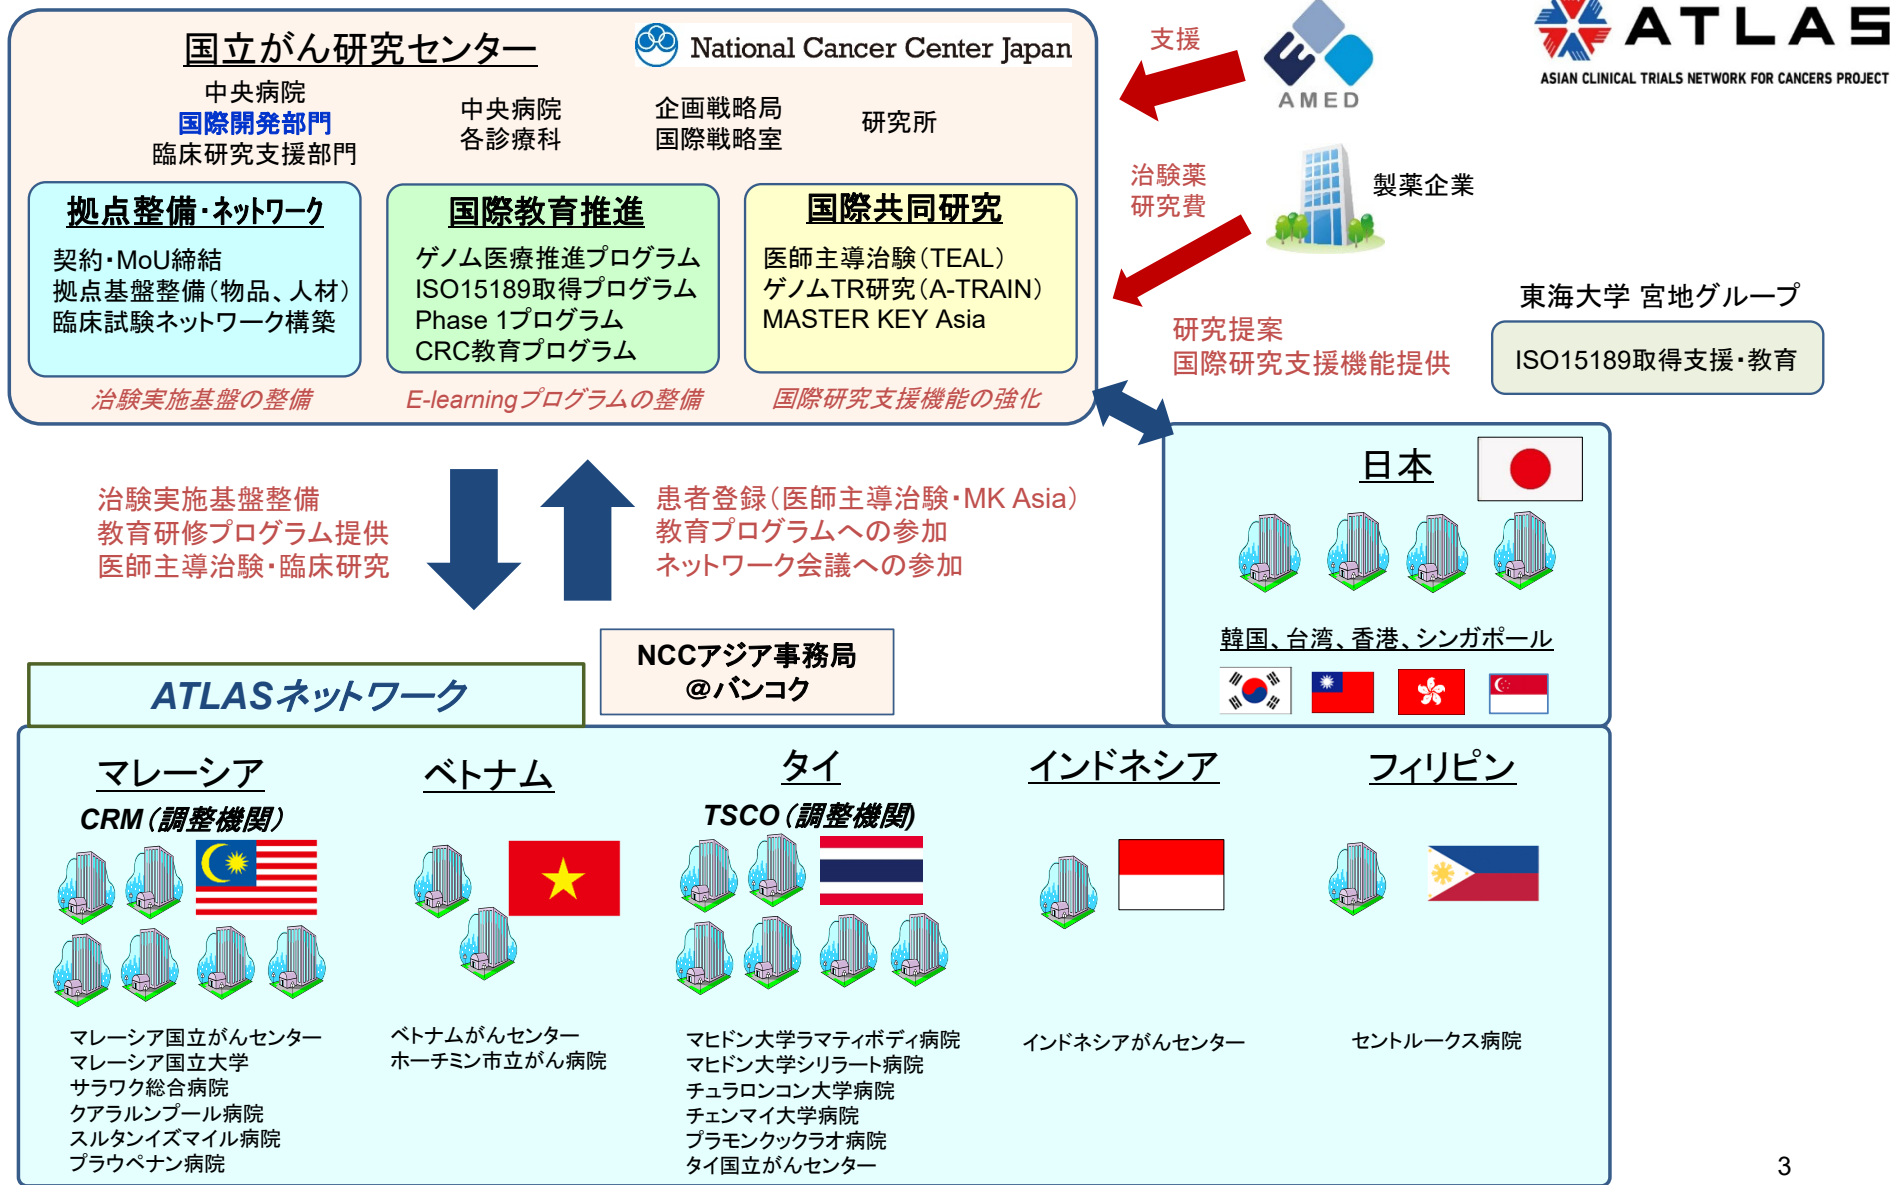 国立がん研究センター
National Cancer Center Japan
中央病院
国際開発部門
臨床研究支援部門
中央病院
各診療科
企画戦略局
国際戦略室
研究所
拠点整備・ネットワーク
契約・MoU締結
拠点基盤整備(物品、人材)
臨床試験ネットワーク構築
治験実施基盤の整備
国際教育推進
ゲノム医療推進プログラム
ISO15189取得プログラム
Phase 1プログラム
CRC教育プログラム
E-learningプログラムの整備
国際共同研究
医師主導治験(TEAL)
ゲノムTR研究(A-TRAIN)
MASTER KEY Asia
国際研究支援機能の強化
支援
AMED
ATLAS
ASIAN CLINICAL TRIALS NETWORK FOR CANCERS PROJECT
治験薬
研究費
製薬企業
研究提案
国際研究支援機能提供
東海大学 宮地グループ
ISO15189取得支援・教育
治験実施基盤整備
教育研修プログラム提供
医師主導治験・臨床研究
患者登録(医師主導治験・MK Asia)
教育プログラムへの参加
ネットワーク会議への参加
日本
韓国、台湾、香港、シンガポール
NCCアジア事務局
@バンコク
ATLASネットワーク
マレーシア
CRM(調整機関)
マレーシア国立がんセンター
マレーシア国立大学
サラワク総合病院
クアラルンプール病院
スルタンイズマイル病院
プラウペナン病院
ベトナム
ベトナムがんセンター
ホーチミン市立がん病院
タイ
TSCO(調整機関)
マヒドン大学ラマティボディ病院
マヒドン大学シリラート病院
チュラロンコン大学病院
チェンマイ大学病院
プラモンクックラオ病院
タイ国立がんセンター
インドネシア
インドネシアがんセンター
フィリピン
セントルークス病院
3